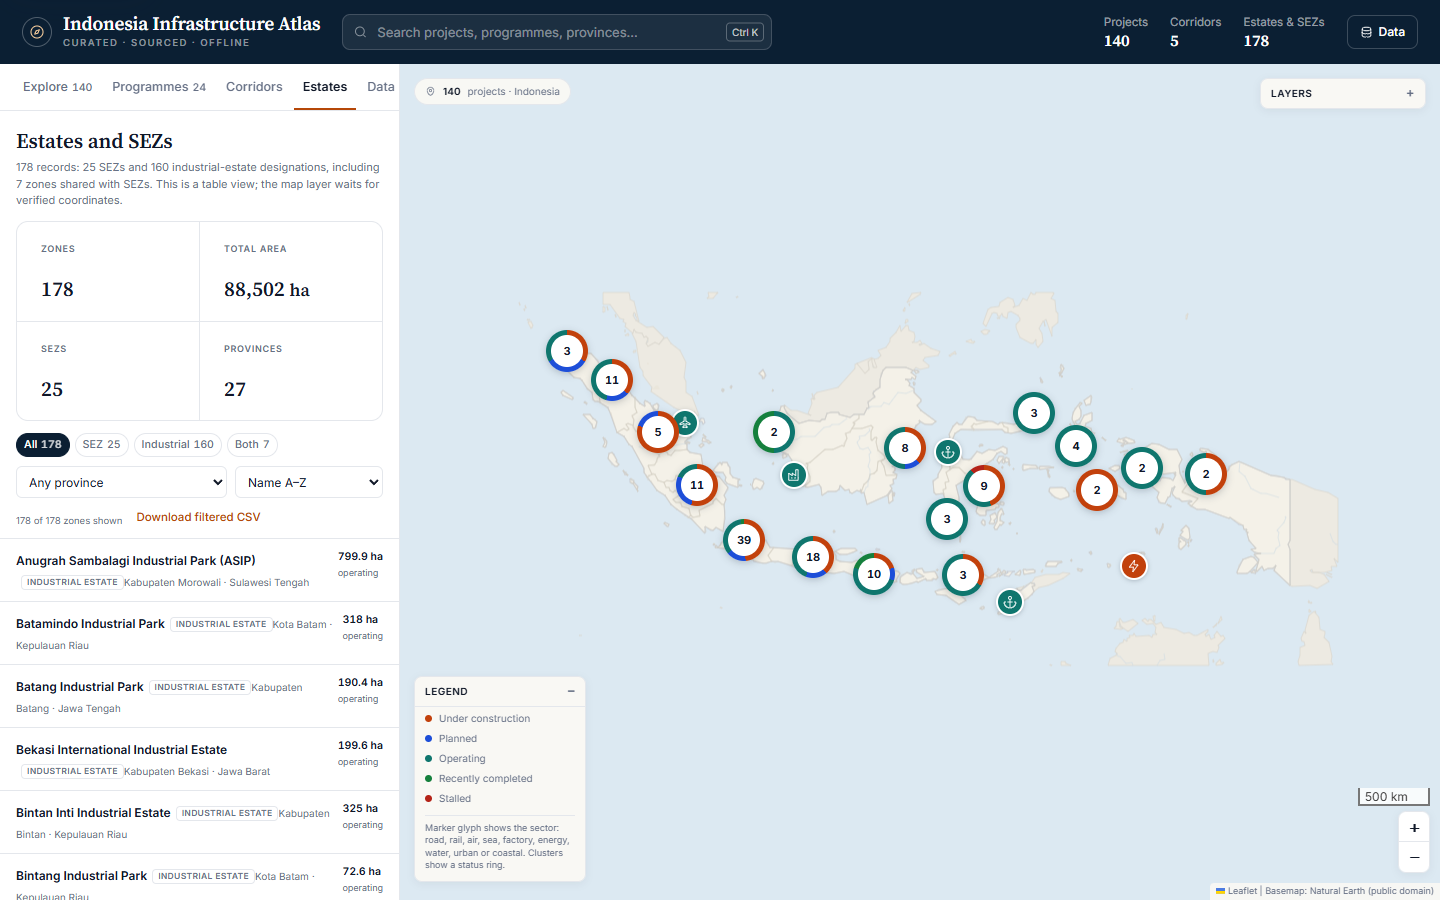 Indonesia Infrastructure Atlas
CURATED · SOURCED · OFFLINE
Search projects, programmes, provinces...
Ctrl K
Projects
140
Corridors
5
Estates & SEZs
178
Data
Explore 140
Programmes 24
Corridors
Estates
Data
Estates and SEZs
178 records: 25 SEZs and 160 industrial-estate designations, including
7 zones shared with SEZs. This is a table view; the map layer waits for
verified coordinates.
ZONES
178
TOTAL AREA
88,502 ha
SEZS
25
PROVINCES
27
All 178
SEZ 25
Industrial 160
Both 7
Any province
Name A–Z
178 of 178 zones shown
Download filtered CSV
Anugrah Sambalagi Industrial Park (ASIP)
799.9 ha
INDUSTRIAL ESTATE Kabupaten Morowali · Sulawesi Tengah
operating
Batamindo Industrial Park INDUSTRIAL ESTATE Kota Batam ·
318 ha
Kepulauan Riau
operating
Batang Industrial Park INDUSTRIAL ESTATE Kabupaten
190.4 ha
Batang · Jawa Tengah
operating
Bekasi International Industrial Estate
199.6 ha
INDUSTRIAL ESTATE Kabupaten Bekasi · Jawa Barat
operating
Bintan Inti Industrial Estate INDUSTRIAL ESTATE Kabupaten
325 ha
Bintan · Kepulauan Riau
operating
Bintang Industrial Park INDUSTRIAL ESTATE Kota Batam ·
72.6 ha
Kepulauan Riau
operating
140 projects · Indonesia
LAYERS +
3
11
5
2
11
39
18
10
8
3
9
3
3
4
2
2
2
LEGEND −
Under construction
Planned
Operating
Recently completed
Stalled
Marker glyph shows the sector:
road, rail, air, sea, factory, energy,
water, urban or coastal. Clusters
show a status ring.
500 km
+
−
Leaflet | Basemap: Natural Earth (public domain)